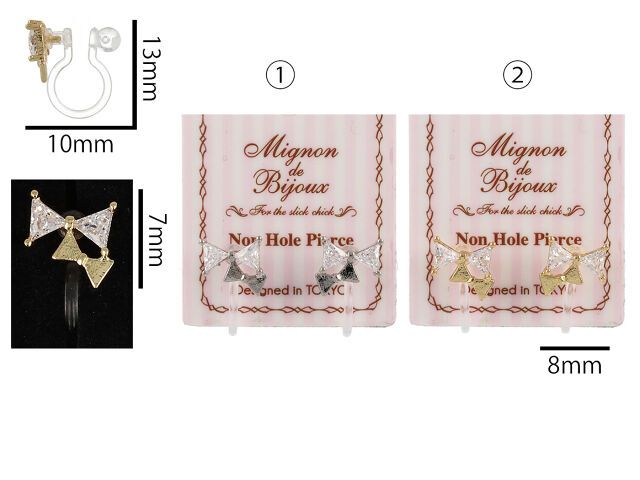 13mm
10mm
7mm
①
②
Mignon
de
Bijoux
For the slick chick
Non Hole Pierce
Designed in TOKYO
Mignon
de
Bijoux
For the slick chick
Non Hole Pierce
Designed in TOKYO
8mm